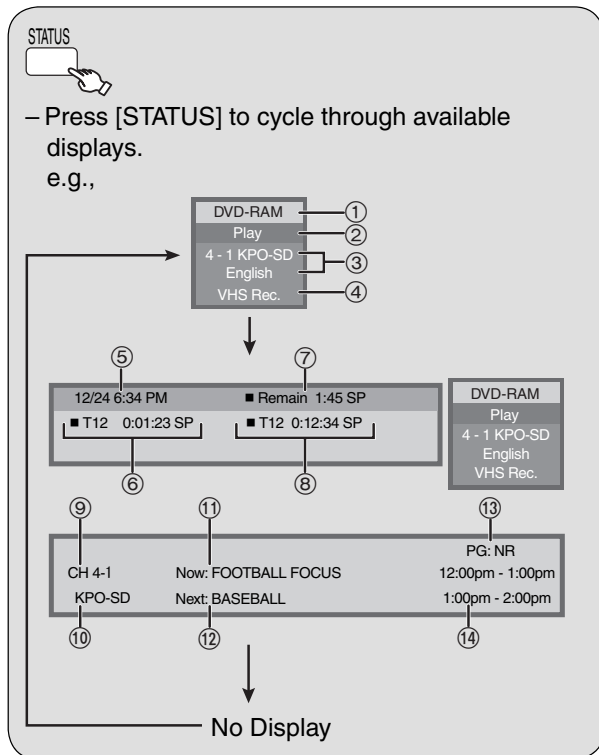 STATUS
– Press [STATUS] to cycle through available
displays.
e.g.,
DVD-RAM ①
Play ②
4 - 1 KPO-SD ③
English
VHS Rec. ④
⑤ ⑦
12/24 6:34 PM ■ Remain 1:45 SP
■ T12 0:01:23 SP ■ T12 0:12:34 SP
⑥ ⑧
DVD-RAM
Play
4 - 1 KPO-SD
English
VHS Rec.
⑨ ⑪ ⑬
PG: NR
CH 4-1 Now: FOOTBALL FOCUS 12:00pm - 1:00pm
KPO-SD Next: BASEBALL 1:00pm - 2:00pm
⑩ ⑫ ⑭
No Display